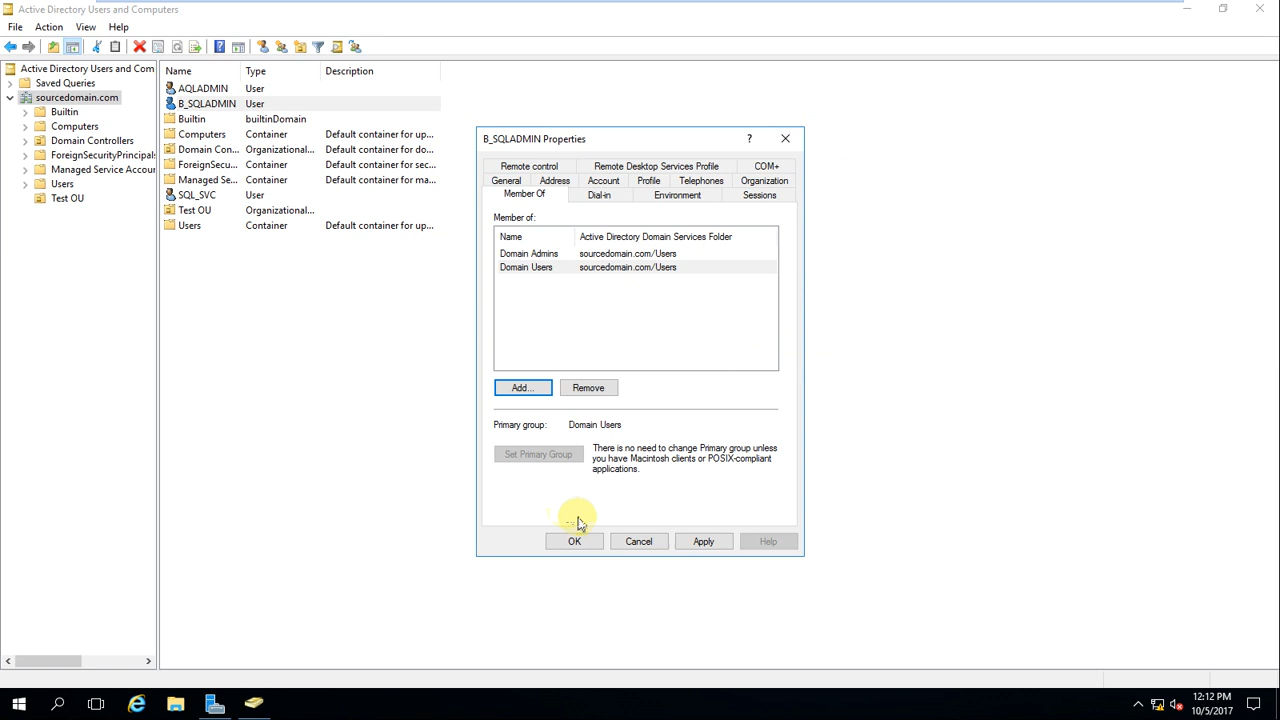 Active Directory Users and Computers
File Action View Help
Active Directory Users and Com
Saved Queries
sourcedomain.com
Builtin
Computers
Domain Controllers
ForeignSecurityPrincipals
Managed Service Accoun
Users
Test OU
Name Type Description
AQLADMIN User
B_SQLADMIN User
Builtin builtinDomain
Computers Container Default container for up...
Domain Con... Organizational... Default container for do...
ForeignSecu... Container Default container for sec...
Managed Se... Container Default container for ma...
SQL_SVC User
Test OU Organizational...
Users Container Default container for up...
B_SQLADMIN Properties
Remote control Remote Desktop Services Profile COM+
General Address Account Profile Telephones Organization
Member Of Dial-in Environment Sessions
Member of:
Name Active Directory Domain Services Folder
Domain Admins sourcedomain.com/Users
Domain Users sourcedomain.com/Users
Add... Remove
Primary group: Domain Users
Set Primary Group
There is no need to change Primary group unless
you have Macintosh clients or POSIX-compliant
applications.
OK Cancel Apply Help
12:12 PM
10/5/2017